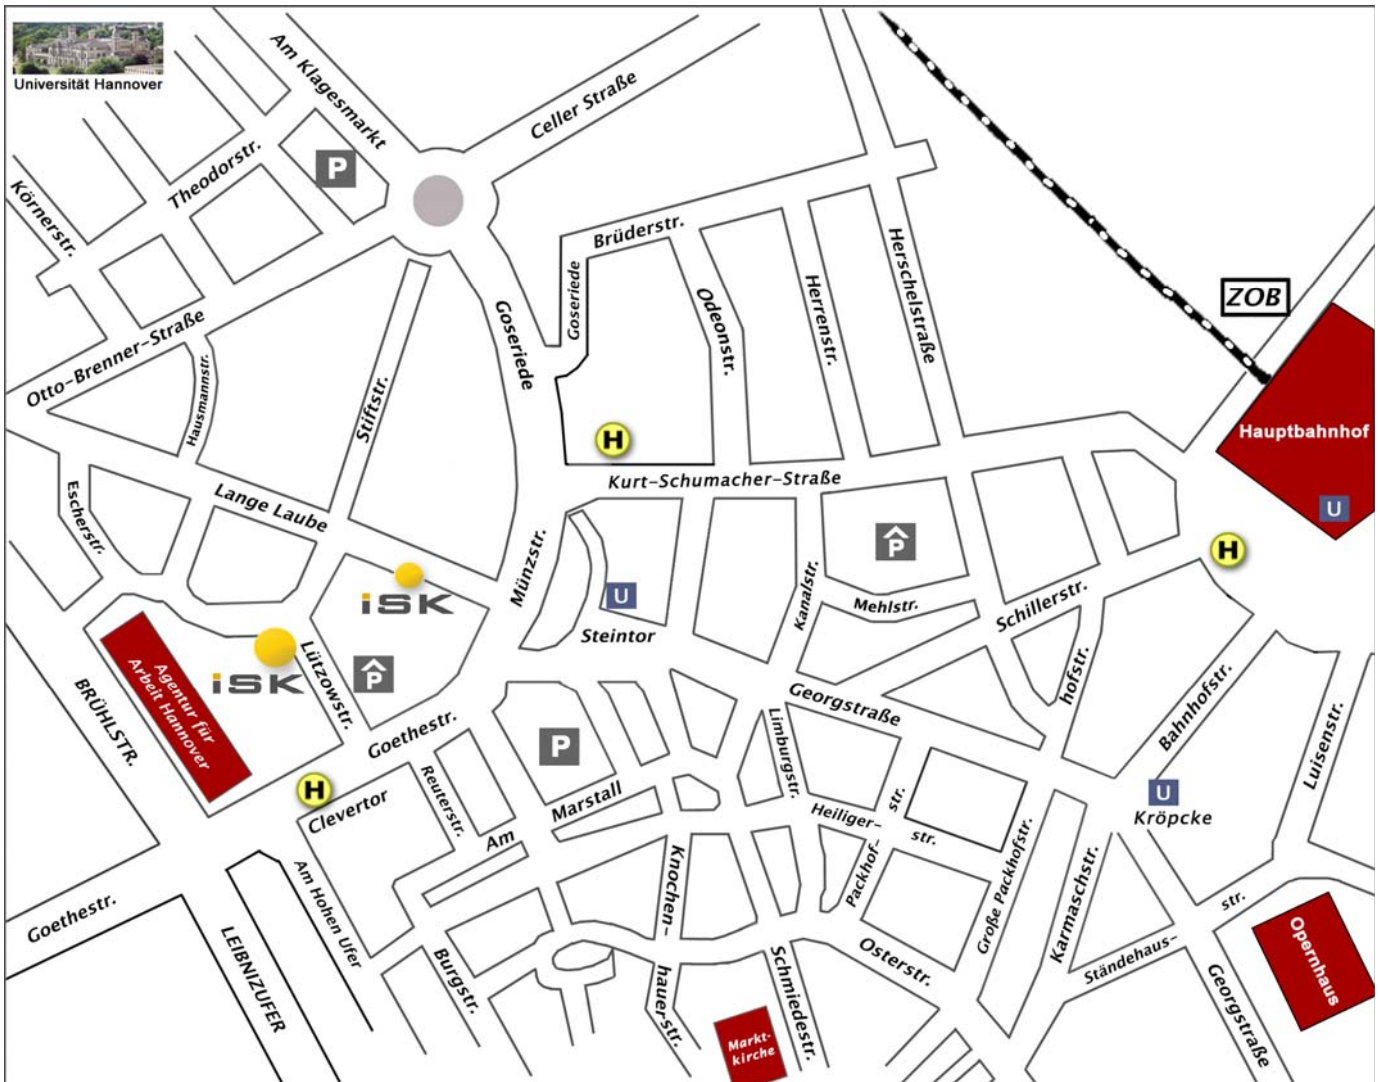 Universität Hannover
Am Klagesmarkt
Celler Straße
Theodorstr.
Körnerstr.
P
Brüderstr.
Goseriede
Goseriede
Odeonstr.
Herrenstr.
Herschelstraße
ZOB
Hauptbahnhof
U
Otto-Brenner-Straße
Hausmannstr.
Stiftstr.
H
Kurt-Schumacher-Straße
Escherstr.
Lange Laube
Münzstr.
P
H
iSK
U
Steintor
Kanalstr.
Mehlstr.
Schillerstr.
Agentur für
Arbeit Hannover
iSK
Lützowstr.
P
BRÜHLSTR.
Goethestr.
Georgstraße
hofstr.
Bahnhofstr.
Luisenstr.
P
Limburgstr.
H
Clevertor
Reuterstr.
Am
Marstall
Heiliger-
str.
Packhof-
str.
U
Kröpcke
Große Packhofstr.
Karmaschstr.
Goethestr.
LEIBNIZUFER
Am Hohen Ufer
Burgstr.
Knochen-
hauerstr.
Schmiedestr.
Osterstr.
Ständehaus-
str.
Georgstraße
Opernhaus
Markt-
kirche